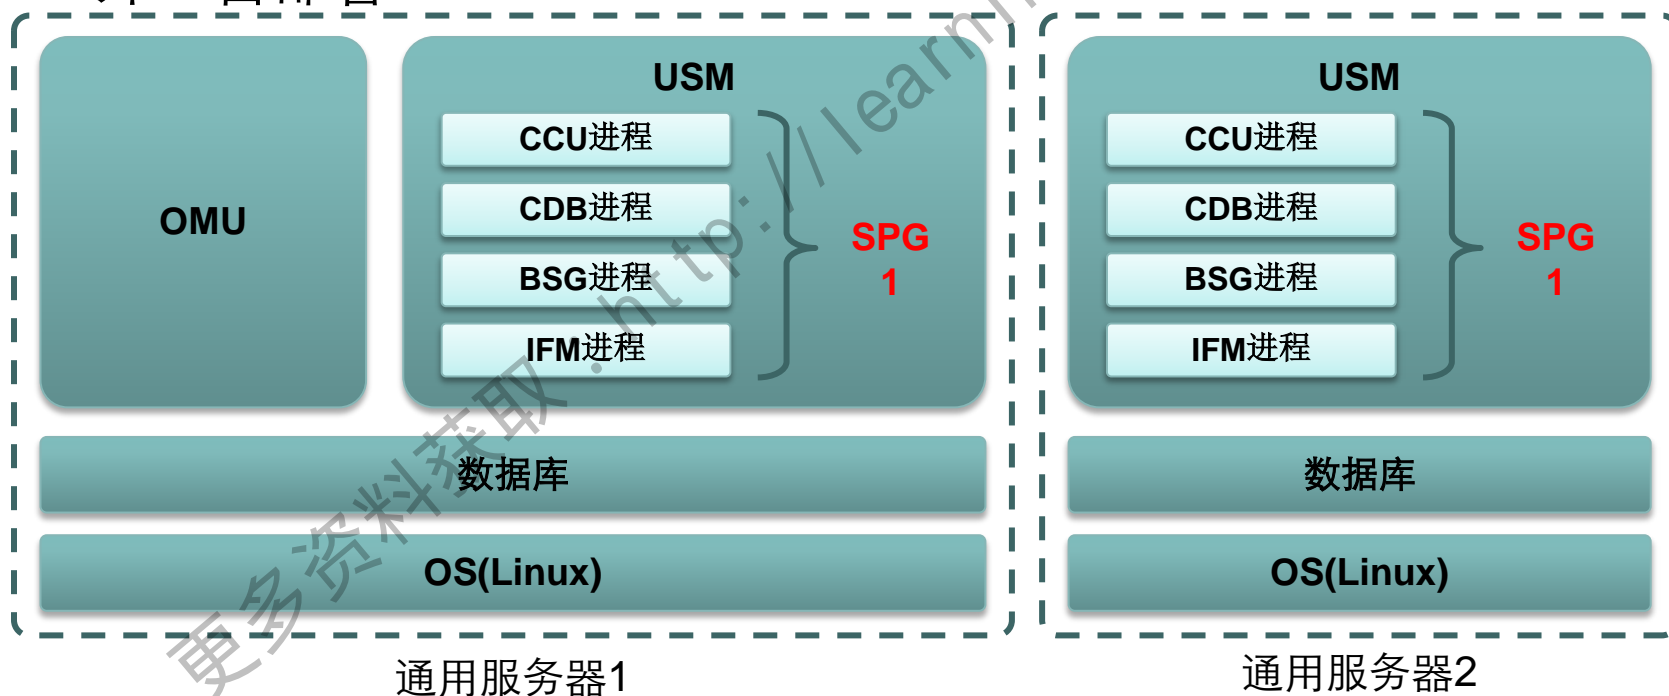 OMU
USM
CCU进程
CDB进程
BSG进程
IFM进程
SPG
1
数据库
OS(Linux)
通用服务器1
USM
CCU进程
CDB进程
BSG进程
IFM进程
SPG
1
数据库
OS(Linux)
通用服务器2
更多资料获取.http://learni